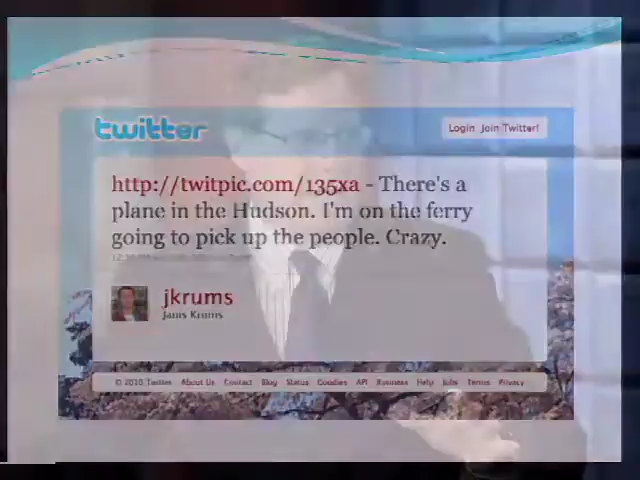 twitter
Login Join Twitter!
http://twitpic.com/135xa - There's a
plane in the Hudson. I'm on the ferry
going to pick up the people. Crazy.
jkrums
Janis Krums
© 2010 Twitter About Us Contact Blog Status Goodies API Business Help Jobs Terms Privacy